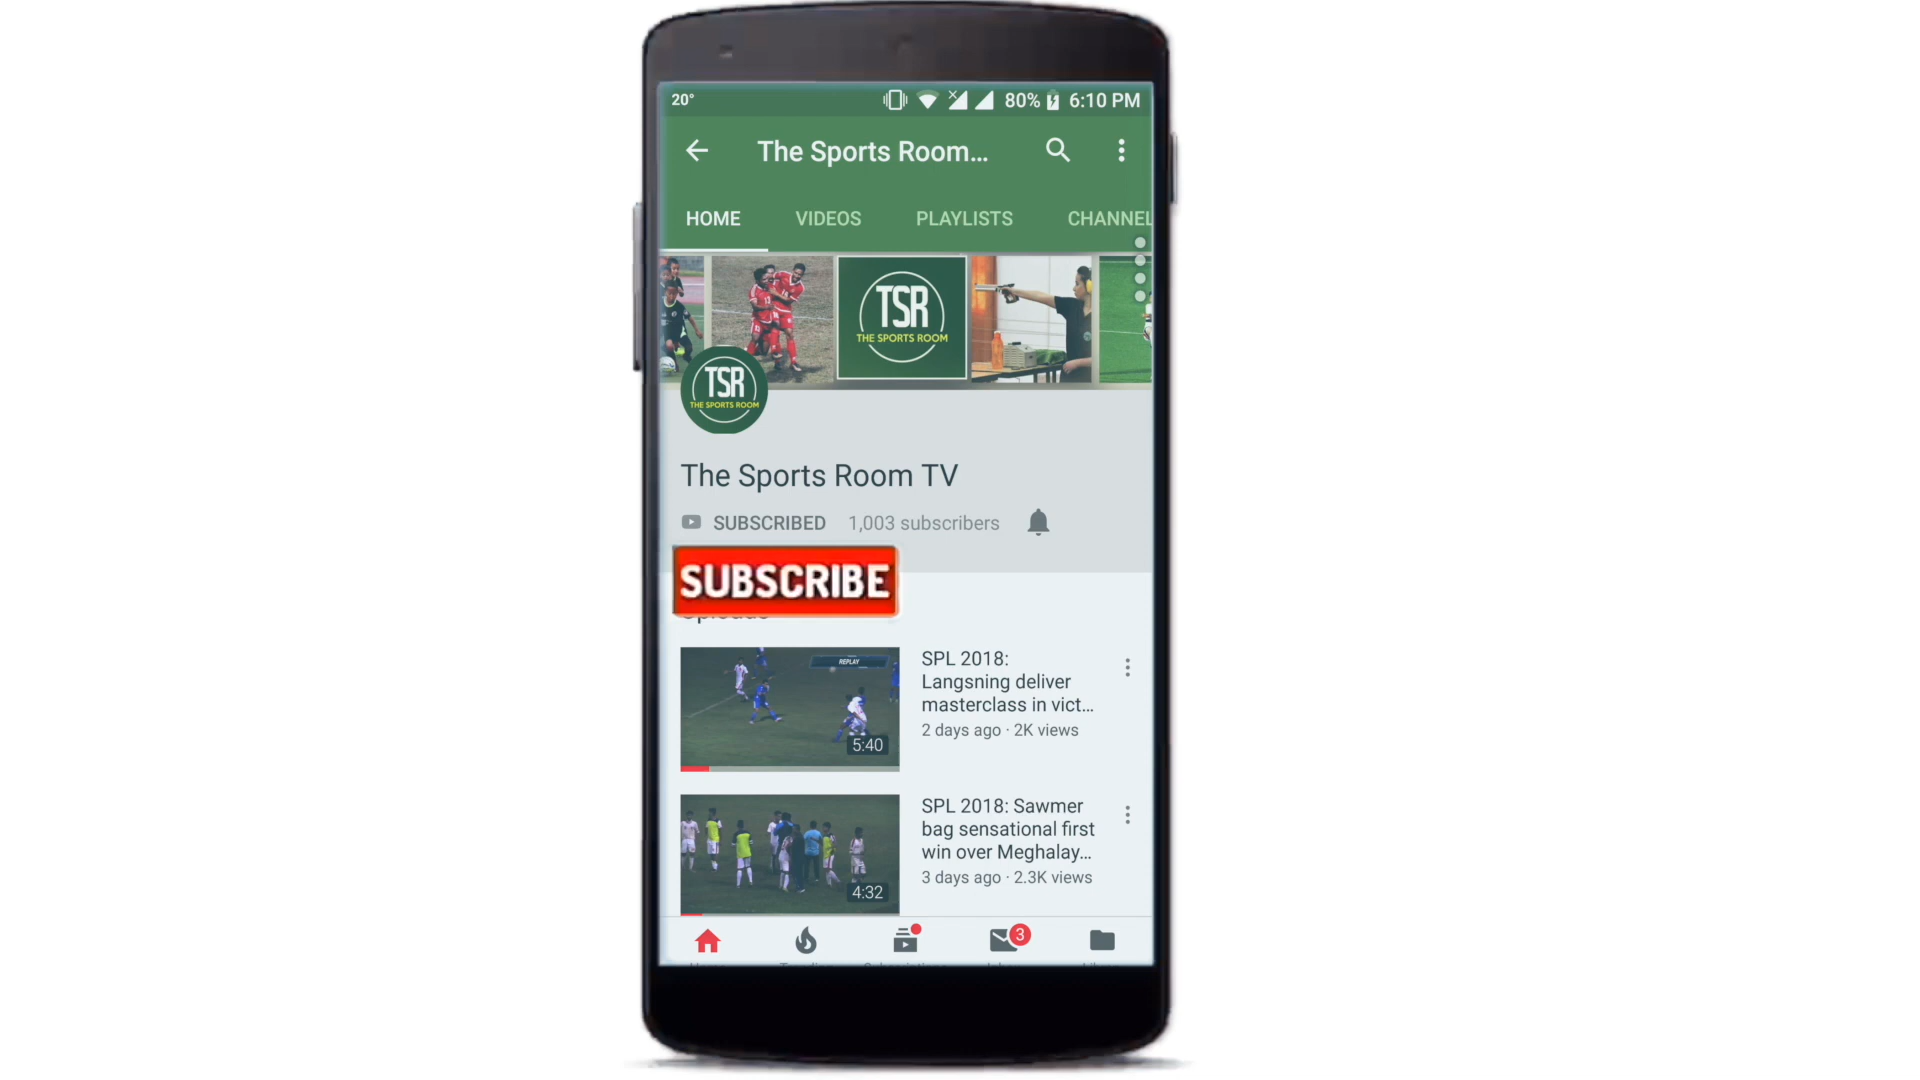 20°
80%
6:10 PM
The Sports Room...
HOME
VIDEOS
PLAYLISTS
CHANNEL
TSR
THE SPORTS ROOM
TSR
THE SPORTS ROOM
The Sports Room TV
SUBSCRIBED
1,003 subscribers
SUBSCRIBE
REPLAY
5:40
SPL 2018:
Langsning deliver
masterclass in vict...
2 days ago · 2K views
4:32
SPL 2018: Sawmer
bag sensational first
win over Meghalay...
3 days ago · 2.3K views
3